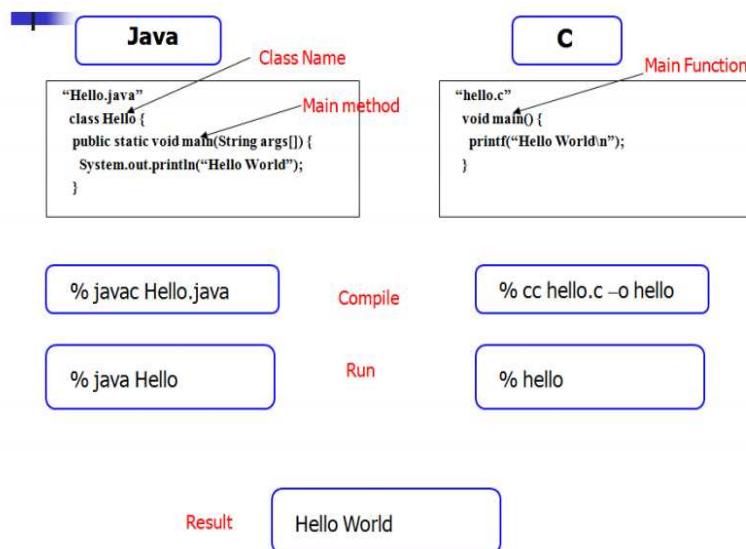 Java
C
Class Name
Main Function
“Hello.java”
class Hello {
Main method
public static void main(String args[]) {
System.out.println(“Hello World”);
}
“hello.c”
void main() {
printf(“Hello World\n”);
}
% javac Hello.java
Compile
% cc hello.c –o hello
% java Hello
Run
% hello
Result
Hello World